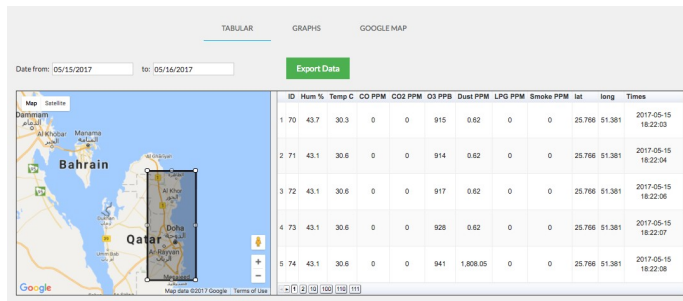 TABULAR GRAPHS GOOGLE MAP
Date from: 05/15/2017 to: 05/16/2017 Export Data
Map Satellite
Dammam
الدمام
Al Khobar
الخبر
Manama
المنامة
Bahrain
Al Khor
الخور
Doha
الدوحة
Qatar
Al Rayyan
Umm Bab
Google
Map data ©2017 Google Terms of Use
ID Hum % Temp C CO PPM CO2 PPM O3 PPB Dust PPM LPG PPM Smoke PPM lat long Times
1 70 43.7 30.3 0 0 915 0.62 0 0 25.766 51.381 2017-05-15 18:22:03
2 71 43.1 30.6 0 0 914 0.62 0 0 25.766 51.381 2017-05-15 18:22:04
3 72 43.1 30.6 0 0 917 0.62 0 0 25.766 51.381 2017-05-15 18:22:06
4 73 43.1 30.6 0 0 928 0.62 0 0 25.766 51.381 2017-05-15 18:22:07
5 74 43.1 30.6 0 0 941 1,808.05 0 0 25.766 51.381 2017-05-15 18:22:08
1 2 10 100 110 111